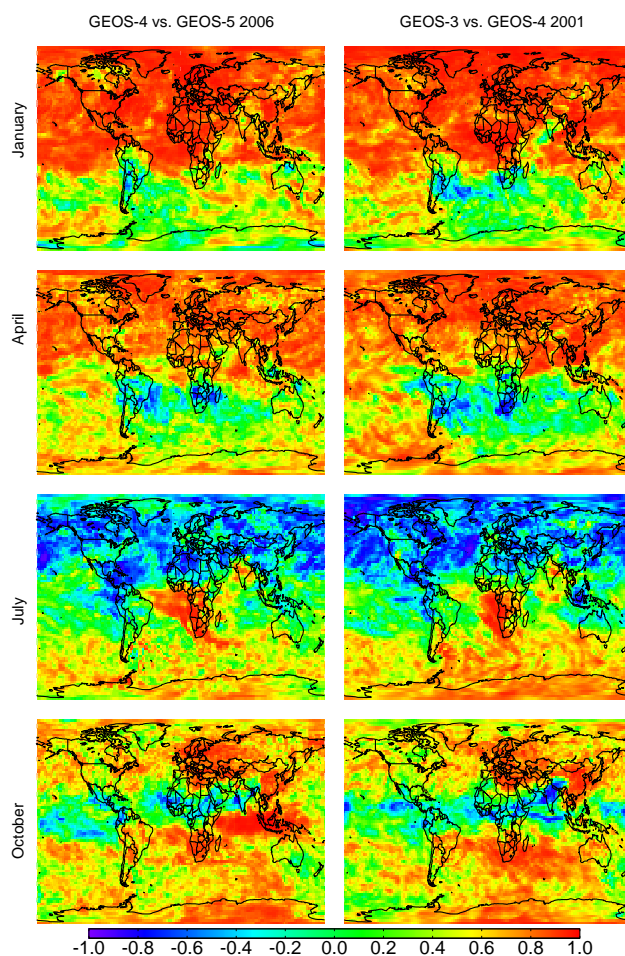 GEOS-4 vs. GEOS-5 2006 GEOS-3 vs. GEOS-4 2001
January
April
July
October
-1.0 -0.8 -0.6 -0.4 -0.2 0.0 0.2 0.4 0.6 0.8 1.0